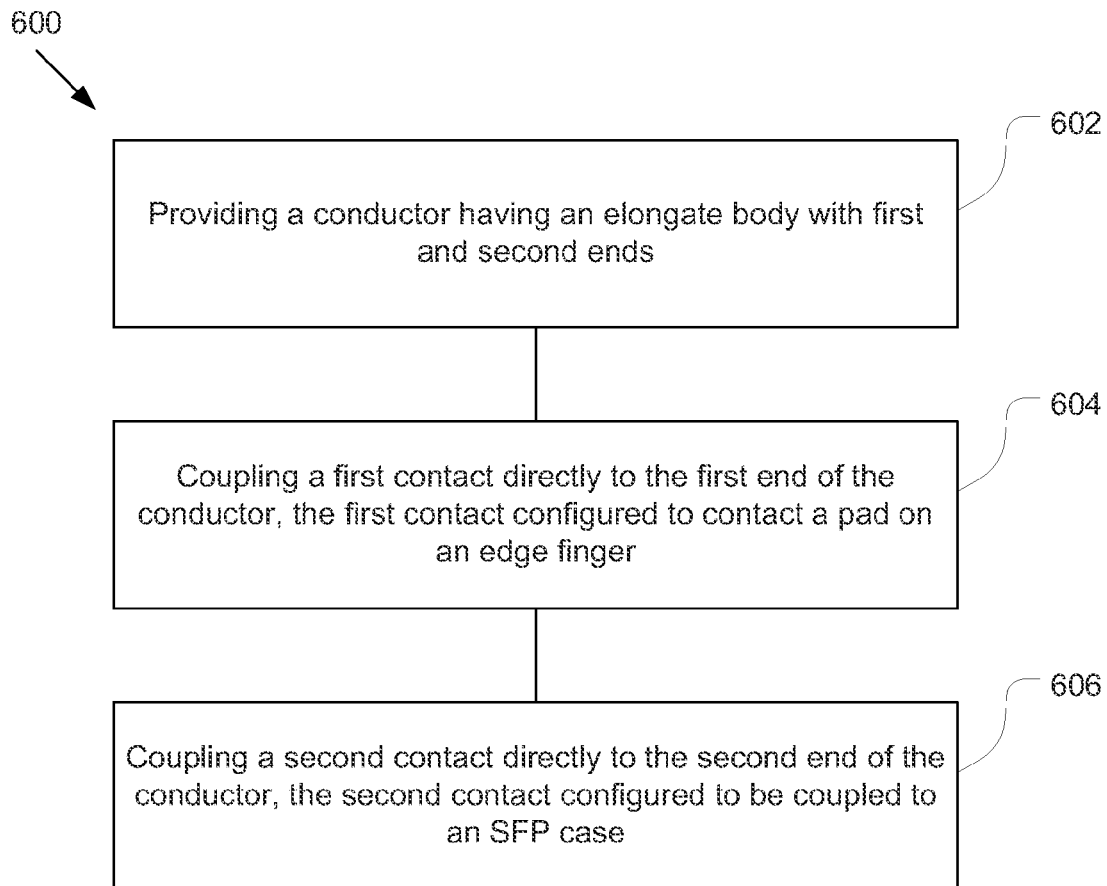 600
602
Providing a conductor having an elongate body with first
and second ends
604
Coupling a first contact directly to the first end of the
conductor, the first contact configured to contact a pad on
an edge finger
606
Coupling a second contact directly to the second end of the
conductor, the second contact configured to be coupled to
an SFP case